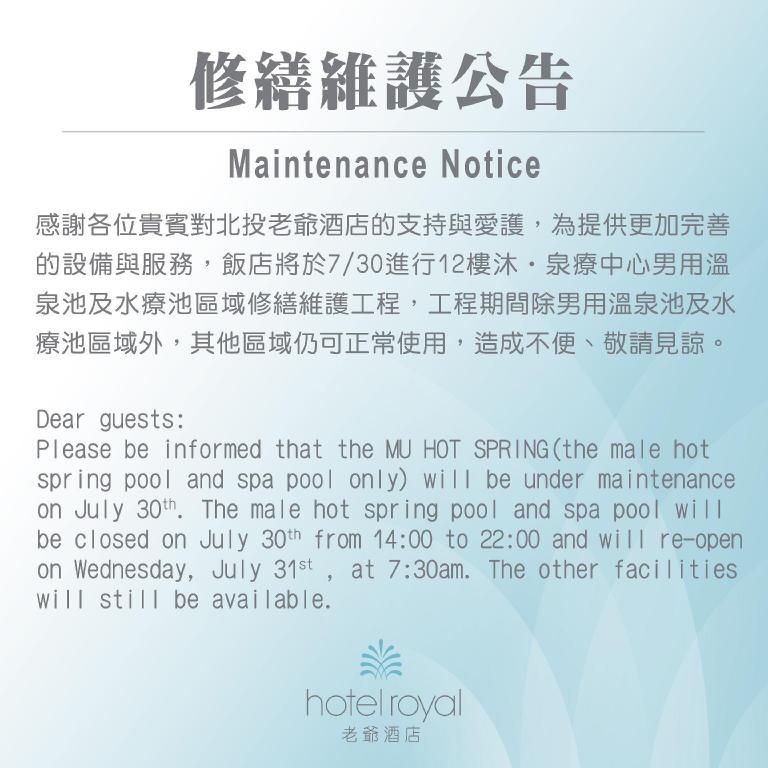 修繕維護公告
Maintenance Notice
感謝各位貴賓對北投老爺酒店的支持與愛護，為提供更加完善
的設備與服務，飯店將於7/30進行12樓沐・泉療中心男用溫
泉池及水療池區域修繕維護工程，工程期間除男用溫泉池及水
療池區域外，其他區域仍可正常使用，造成不便、敬請見諒。
Dear guests:
Please be informed that the MU HOT SPRING(the male hot
spring pool and spa pool only) will be under maintenance
on July 30th. The male hot spring pool and spa pool will
be closed on July 30th from 14:00 to 22:00 and will re-open
on Wednesday, July 31st , at 7:30am. The other facilities
will still be available.
hotel royal
老爺酒店